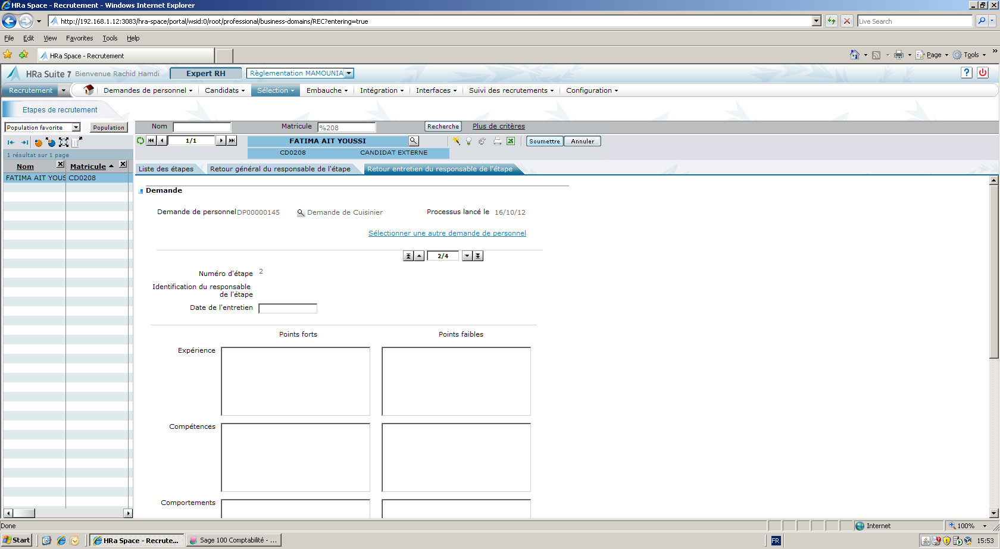 HRa Space - Recrutement - Windows Internet Explorer
http://192.168.1.12:3083/hra-space/portal/wsid:0/root/professional/business-domains/REC?entering=true
Live Search
File Edit View Favorites Tools Help
HRa Space - Recrutement
Page Tools
HRa Suite 7 Bienvenue Rachid Hamdi Expert RH Règlementation MAMOUNIA
Recrutement Demandes de personnel Candidats Sélection Embauche Intégration Interfaces Suivi des recrutements Configuration
Etapes de recrutement
Population favorite Population
Nom Matricule %208 Recherche Plus de critères
1/1 FATIMA AIT YOUSSI Soumettre Annuler
CD0208 CANDIDAT EXTERNE
1 résultat sur 1 page
Nom Matricule
FATIMA AIT YOUS CD0208
Liste des étapes Retour général du responsable de l'étape Retour entretien du responsable de l'étape
Demande
Demande de personnel DP00000145 Demande de Cuisinier Processus lancé le 16/10/12
Sélectionner une autre demande de personnel
2/4
Numéro d'étape 2
Identification du responsable
de l'étape
Date de l'entretien
Points forts Points faibles
Expérience
Compétences
Comportements
Done Internet 100%
Start HRa Space - Recrute... Sage 100 Comptabilité - ... FR 15:53